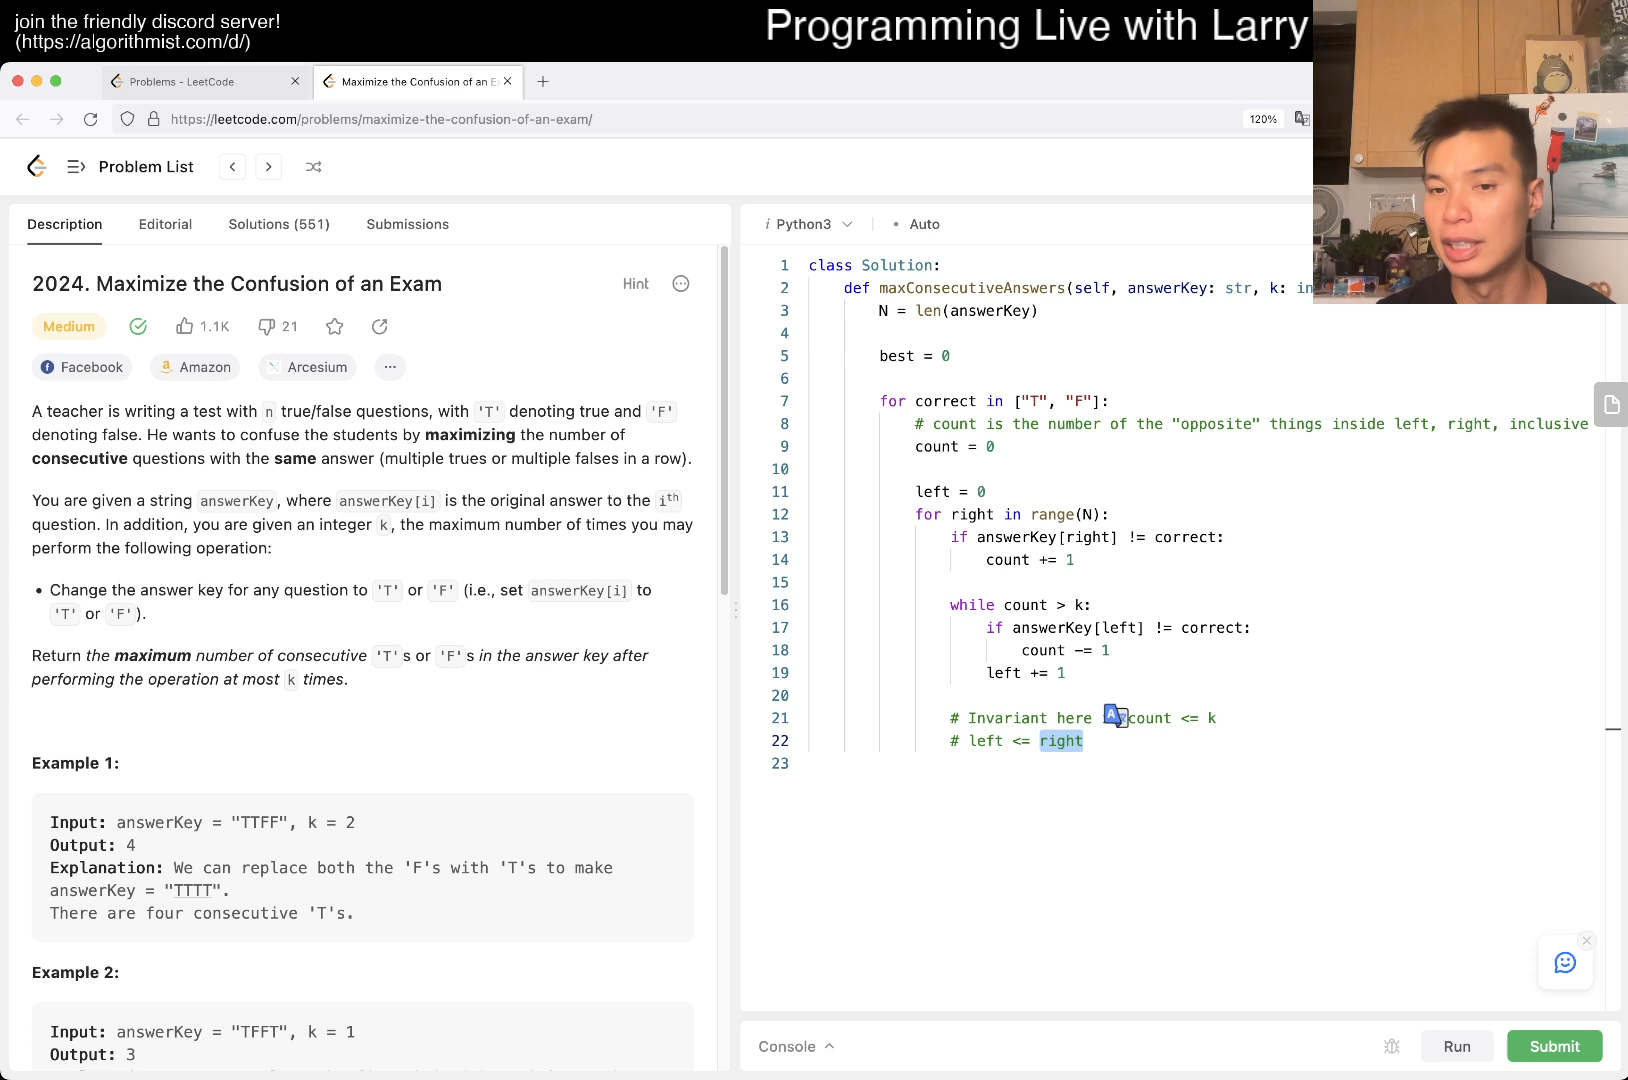 join the friendly discord server!
(https://algorithmist.com/d/)
Programming Live with Larry
Problems - LeetCode
Maximize the Confusion of an E
https://leetcode.com/problems/maximize-the-confusion-of-an-exam/
120%
Problem List
Description
Editorial
Solutions (551)
Submissions
2024. Maximize the Confusion of an Exam
Hint
Medium
1.1K
21
Facebook
Amazon
Arcesium
A teacher is writing a test with n true/false questions, with 'T' denoting true and 'F'
denoting false. He wants to confuse the students by maximizing the number of
consecutive questions with the same answer (multiple trues or multiple falses in a row).
You are given a string answerKey, where answerKey[i] is the original answer to the ith
question. In addition, you are given an integer k, the maximum number of times you may
perform the following operation:
• Change the answer key for any question to 'T' or 'F' (i.e., set answerKey[i] to
'T' or 'F').
Return the maximum number of consecutive 'T's or 'F's in the answer key after
performing the operation at most k times.
Example 1:
Input: answerKey = "TTFF", k = 2
Output: 4
Explanation: We can replace both the 'F's with 'T's to make
answerKey = "TTTT".
There are four consecutive 'T's.
Example 2:
Input: answerKey = "TFFT", k = 1
Output: 3
i Python3
• Auto
1 class Solution:
2 def maxConsecutiveAnswers(self, answerKey: str, k: in
3 N = len(answerKey)
4
5 best = 0
6
7 for correct in ["T", "F"]:
8 # count is the number of the "opposite" things inside left, right, inclusive
9 count = 0
10
11 left = 0
12 for right in range(N):
13 if answerKey[right] != correct:
14 count += 1
15
16 while count > k:
17 if answerKey[left] != correct:
18 count -= 1
19 left += 1
20
21 # Invariant here count <= k
22 # left <= right
23
Console
Run
Submit